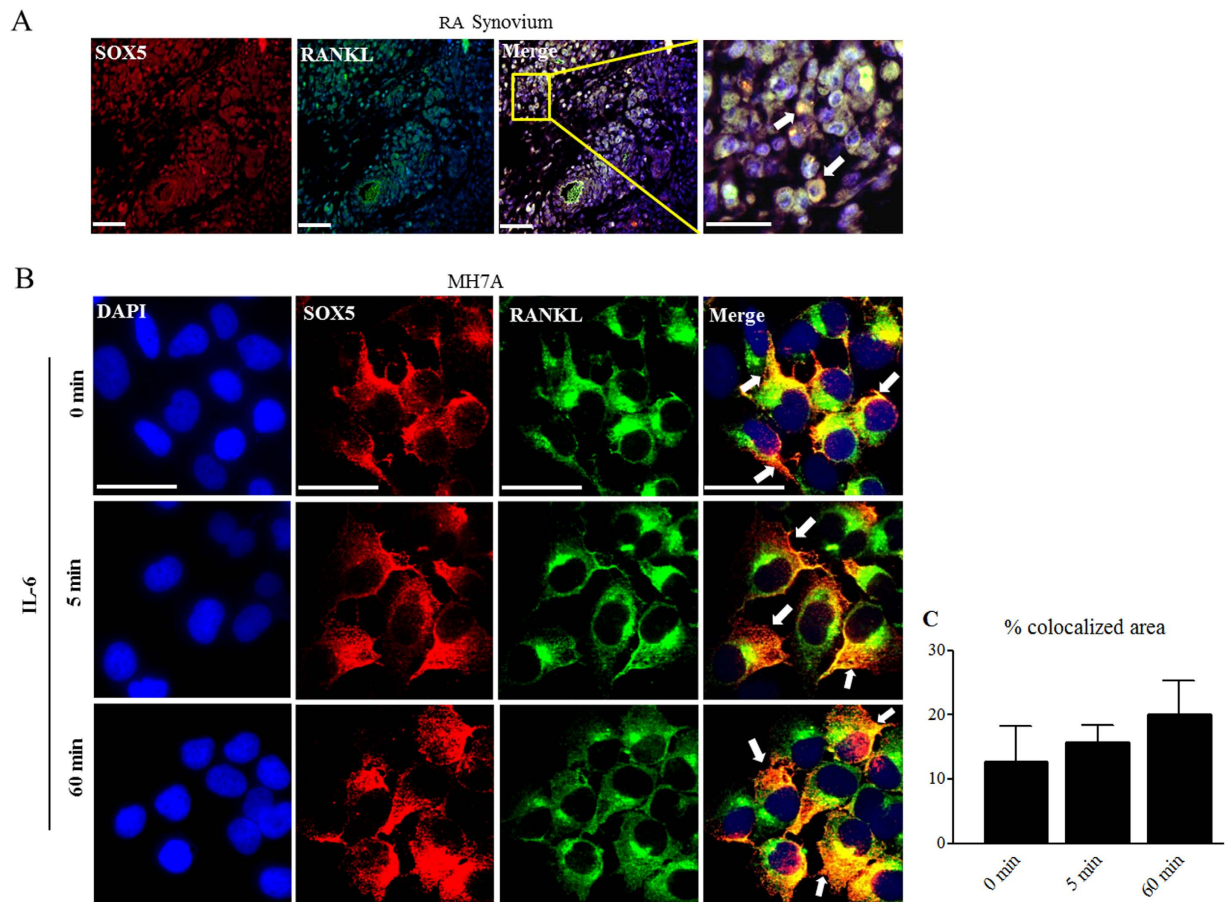 A
RA Synovium
SOX5
RANKL
Merge
B
MH7A
DAPI
SOX5
RANKL
Merge
0 min
5 min
60 min
IL-6
C
% colocalized area
30
20
10
0
0 min
5 min
60 min